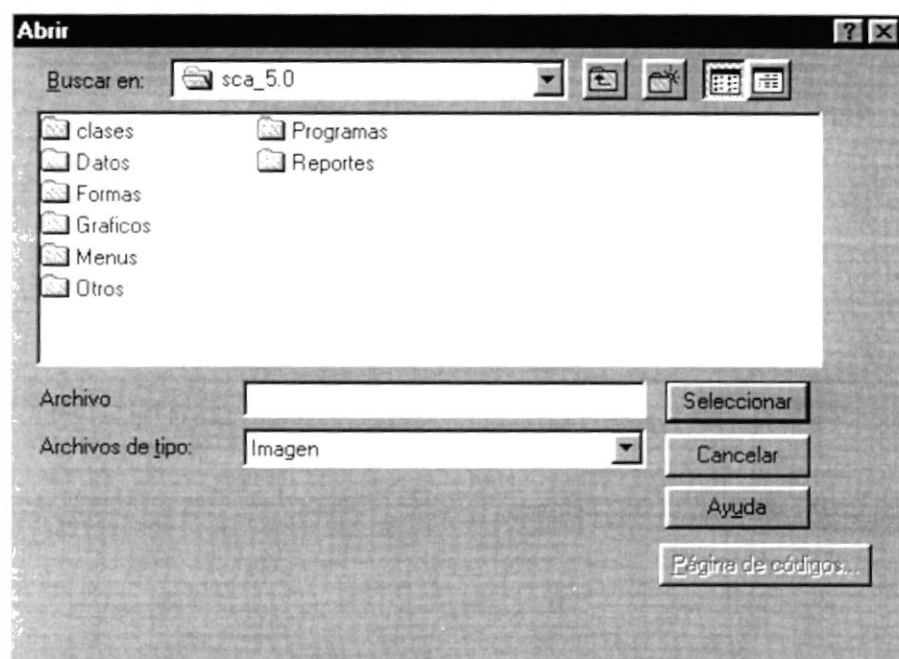 Abrir
Buscar en: sca_5.0
clases Programas
Datos Reportes
Formas
Graficos
Menus
Otros
Archivo Seleccionar
Archivos de tipo: Imagen Cancelar
Ayuda
Página de códigos...